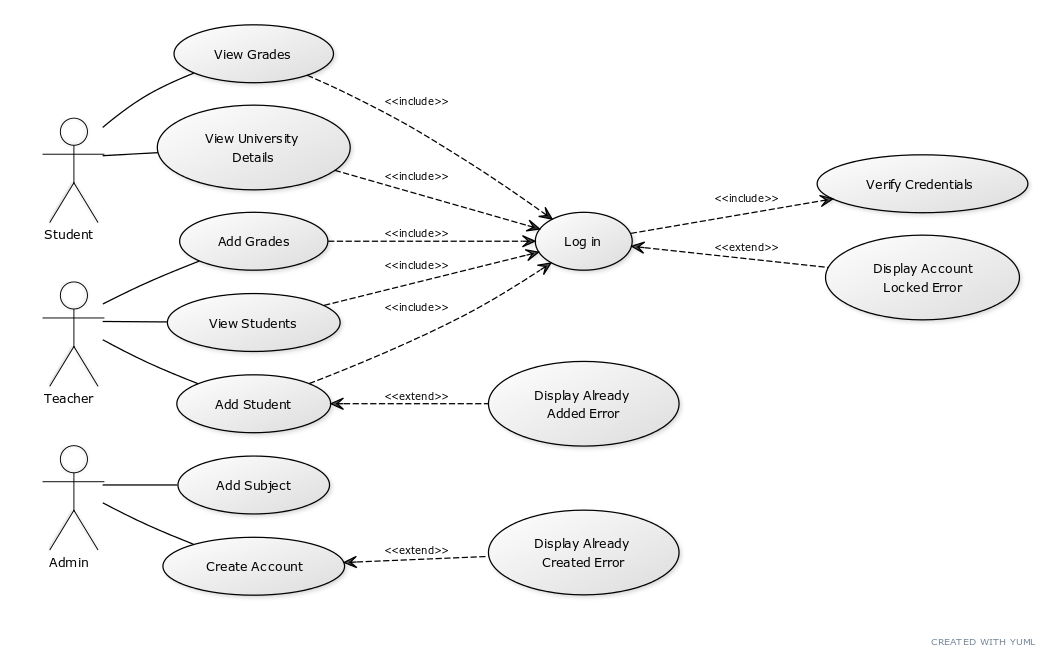 View Grades
<<include>>
View University
Details
<<include>>
Verify Credentials
<<include>>
Student
Add Grades
<<include>>
Log in
<<extend>>
Display Account
Locked Error
<<include>>
View Students
<<include>>
Teacher
Add Student
<<extend>>
Display Already
Added Error
Add Subject
Admin
Create Account
<<extend>>
Display Already
Created Error
CREATED WITH YUML